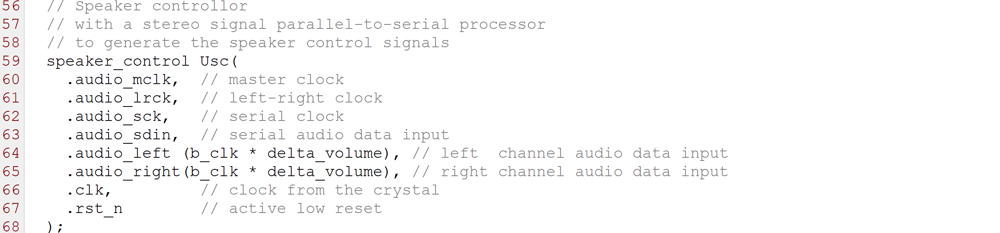 56 // Speaker controllor
57 // with a stereo signal parallel-to-serial processor
58 // to generate the speaker control signals
59 speaker_control Usc(
60 .audio_mclk, // master clock
61 .audio_lrck, // left-right clock
62 .audio_sck, // serial clock
63 .audio_sdin, // serial audio data input
64 .audio_left (b_clk * delta_volume), // left  channel audio data input
65 .audio_right(b_clk * delta_volume), // right channel audio data input
66 .clk, // clock from the crystal
67 .rst_n // active low reset
68 );